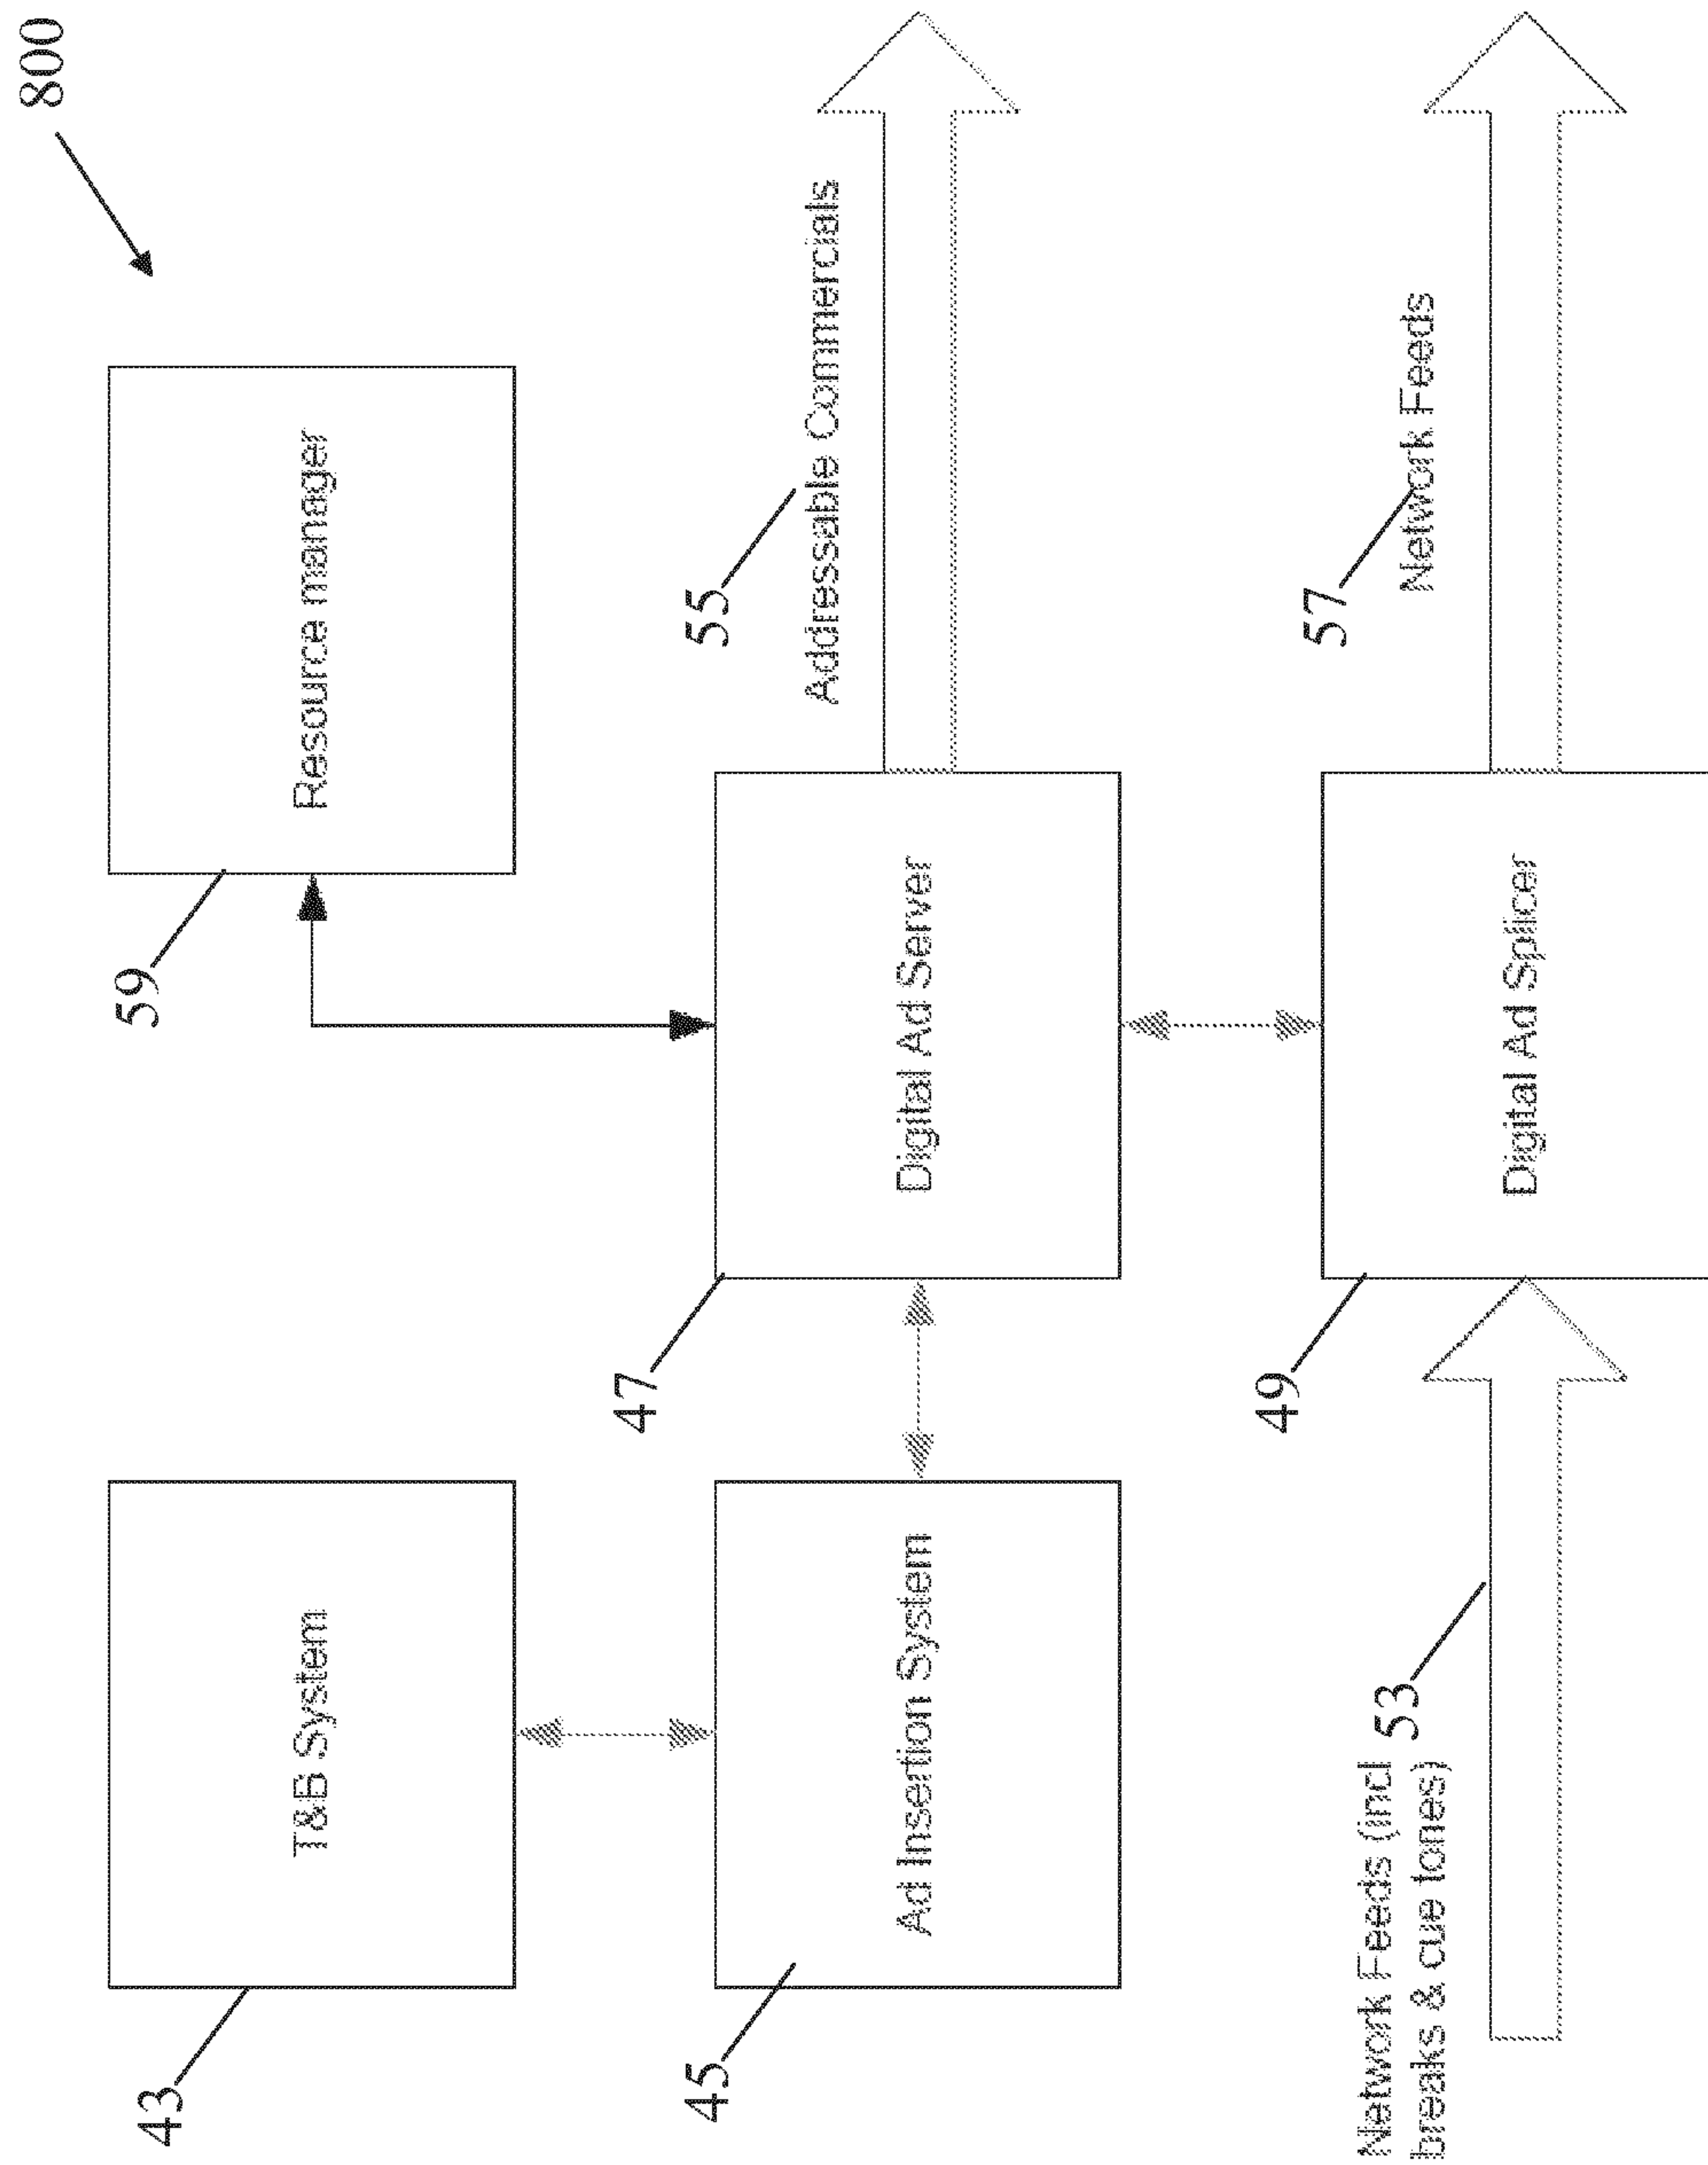 800
43
T&B System
59
Resource manager
45
Ad Insertion System
47
Digital Ad Server
55
Addressable Commercials
Network Feeds (incl
breaks & cue tones)
53
49
Digital Ad Splicer
57
Network Feeds